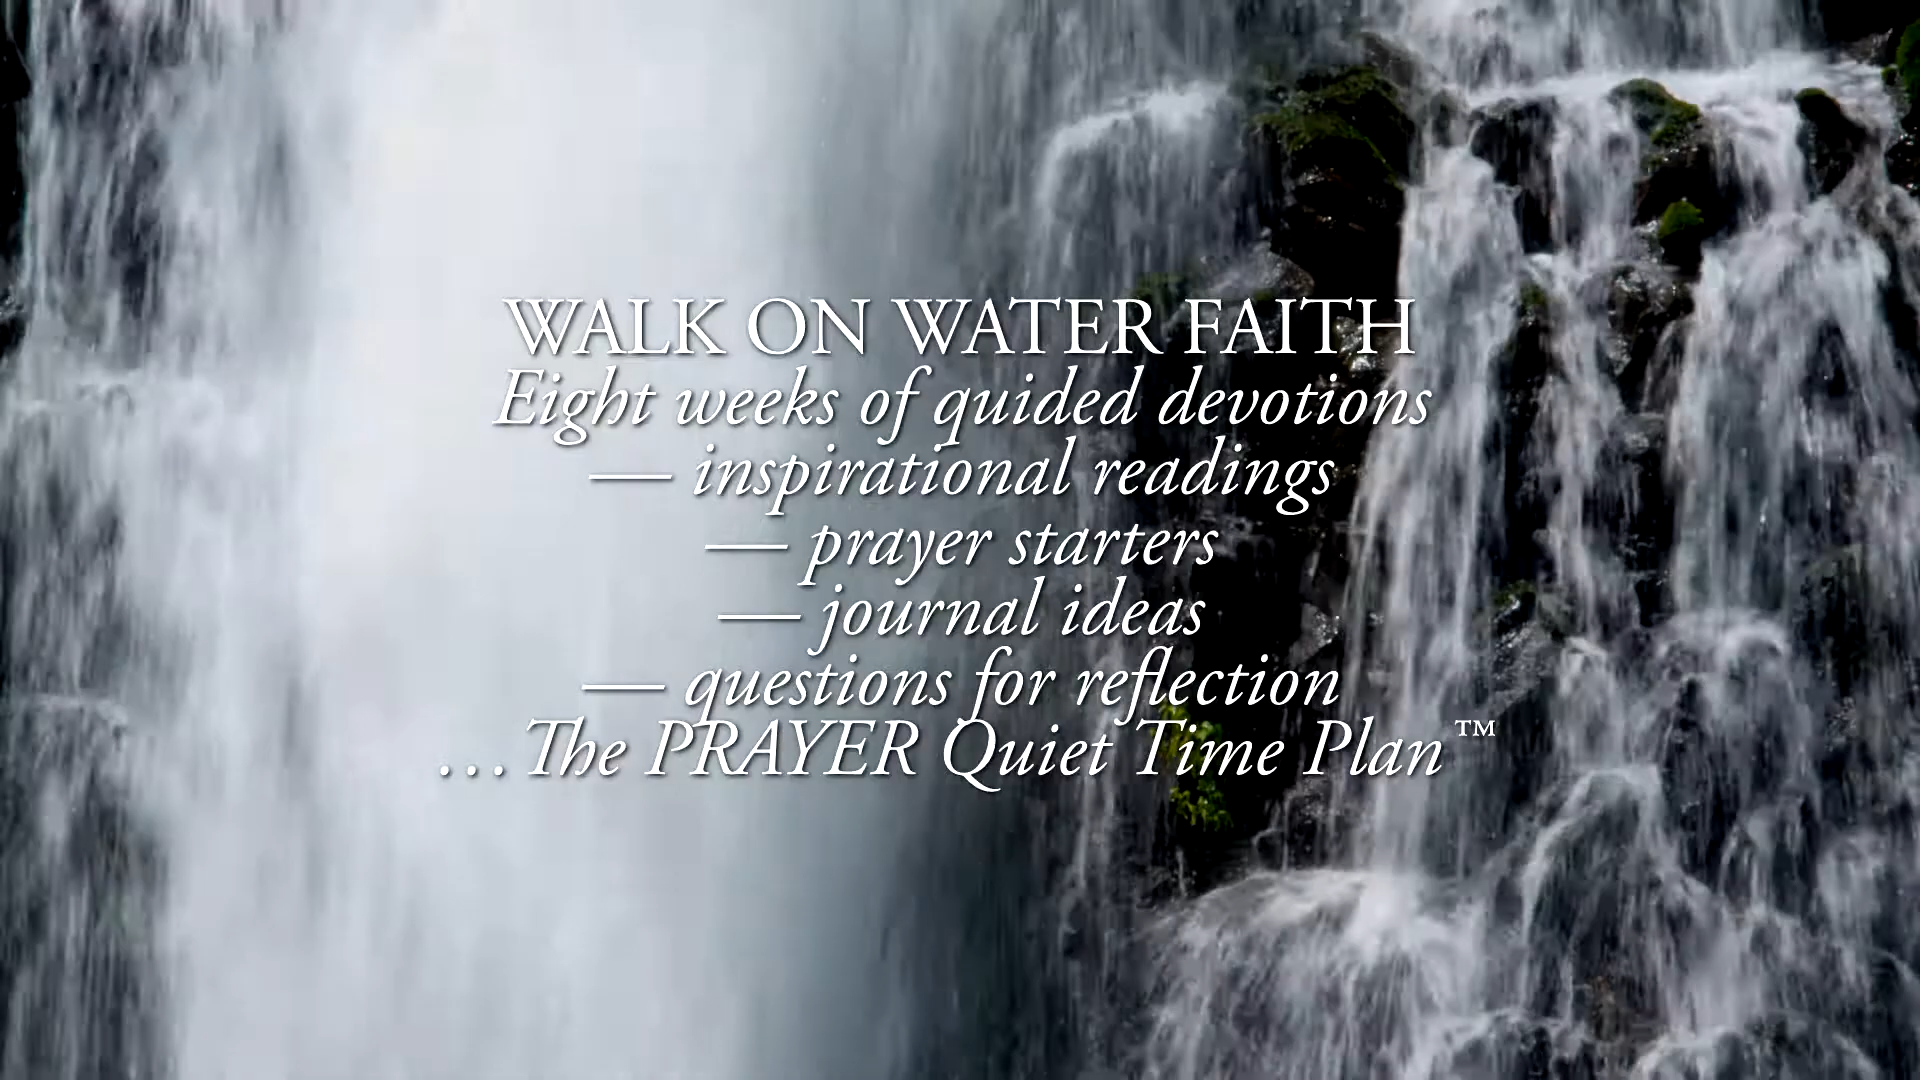 WALK ON WATER FAITH
Eight weeks of quided devotions
— inspirational readings
— prayer starters
— journal ideas
— questions for reflection
…The PRAYER Quiet Time Plan™